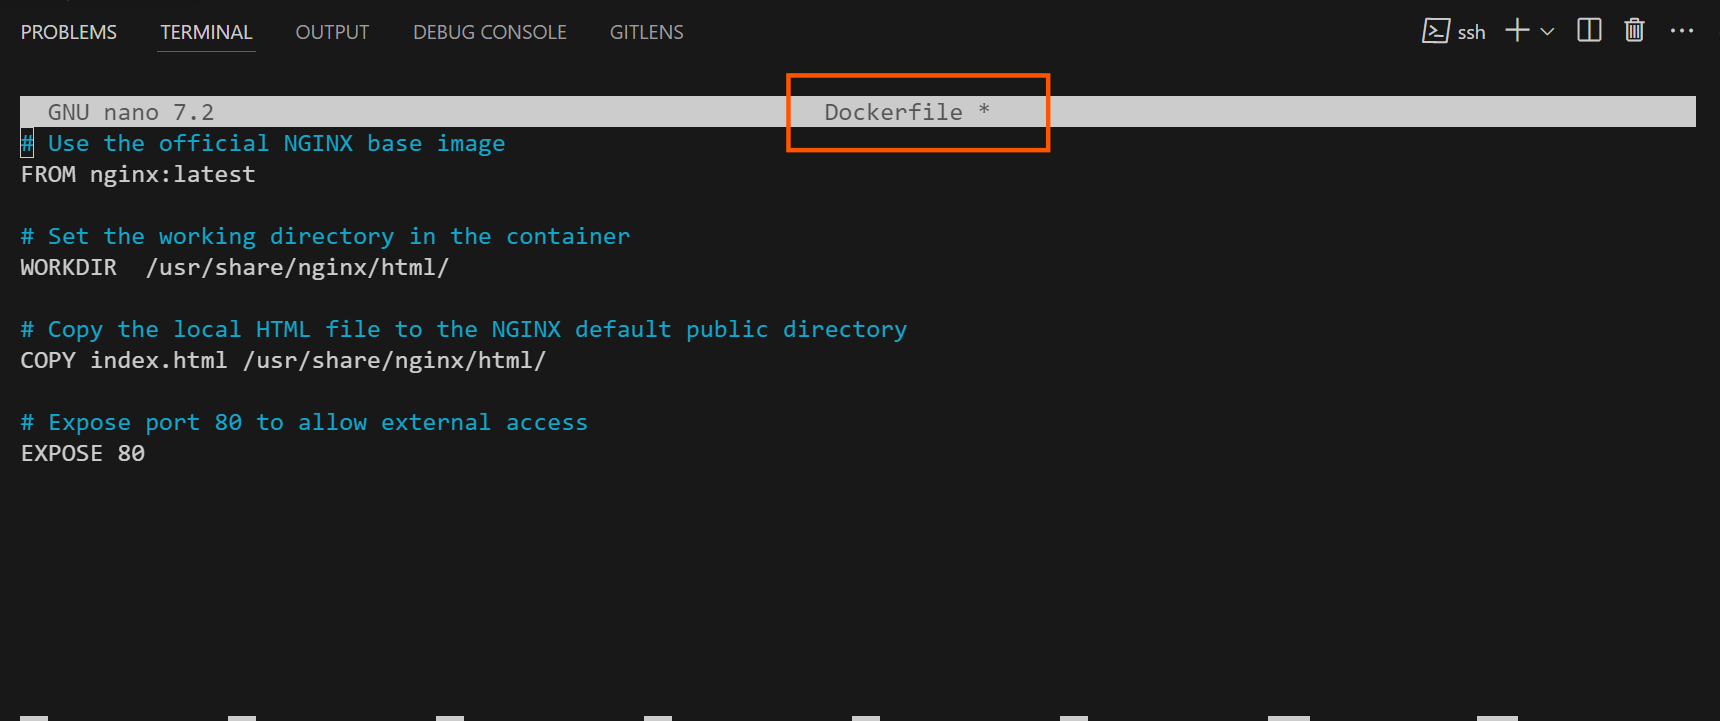 PROBLEMS TERMINAL OUTPUT DEBUG CONSOLE GITLENS ssh
GNU nano 7.2 Dockerfile *
# Use the official NGINX base image
FROM nginx:latest
# Set the working directory in the container
WORKDIR  /usr/share/nginx/html/
# Copy the local HTML file to the NGINX default public directory
COPY index.html /usr/share/nginx/html/
# Expose port 80 to allow external access
EXPOSE 80